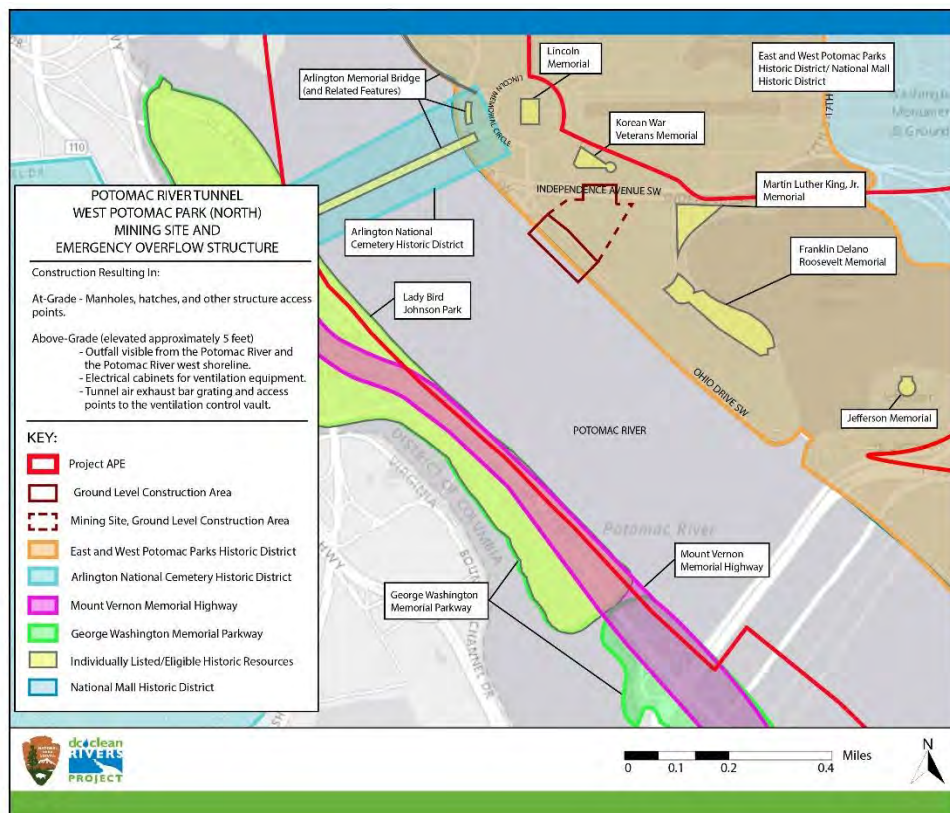 Lincoln
Memorial
East and West Potomac Parks
Historic District/ National Mall
Historic District
Arlington Memorial Bridge
(and Related Features)
LINCOLN MEMORIAL CIRCLE
17TH
HWY
Korean War
Veterans Memorial
110
INDEPENDENCE AVENUE SW
Martin Luther King, Jr.
Memorial
POTOMAC RIVER TUNNEL
WEST POTOMAC PARK (NORTH)
MINING SITE AND
EMERGENCY OVERFLOW STRUCTURE
Arlington National
Cemetery Historic District
Franklin Delano
Roosevelt Memorial
Construction Resulting In:
At-Grade - Manholes, hatches, and other structure access
points.
Above-Grade (elevated approximately 5 feet)
- Outfall visible from the Potomac River and
the Potomac River west shoreline.
- Electrical cabinets for ventilation equipment.
- Tunnel air exhaust bar grating and access
points to the ventilation control vault.
Lady Bird
Johnson Park
OHIO DRIVE SW
Jefferson Memorial
POTOMAC RIVER
DISTRICT OF COLUMBIA
VIRGINIA
Potomac River
HWY
BOUNDARY CHANNEL DR
Mount Vernon
Memorial Highway
George Washington
Memorial Parkway
KEY:
Project APE
Ground Level Construction Area
Mining Site, Ground Level Construction Area
East and West Potomac Parks Historic District
Arlington National Cemetery Historic District
Mount Vernon Memorial Highway
George Washington Memorial Parkway
Individually Listed/Eligible Historic Resources
National Mall Historic District
dc clean
RIVERS
PROJECT
Miles
0 0.1 0.2 0.4
N